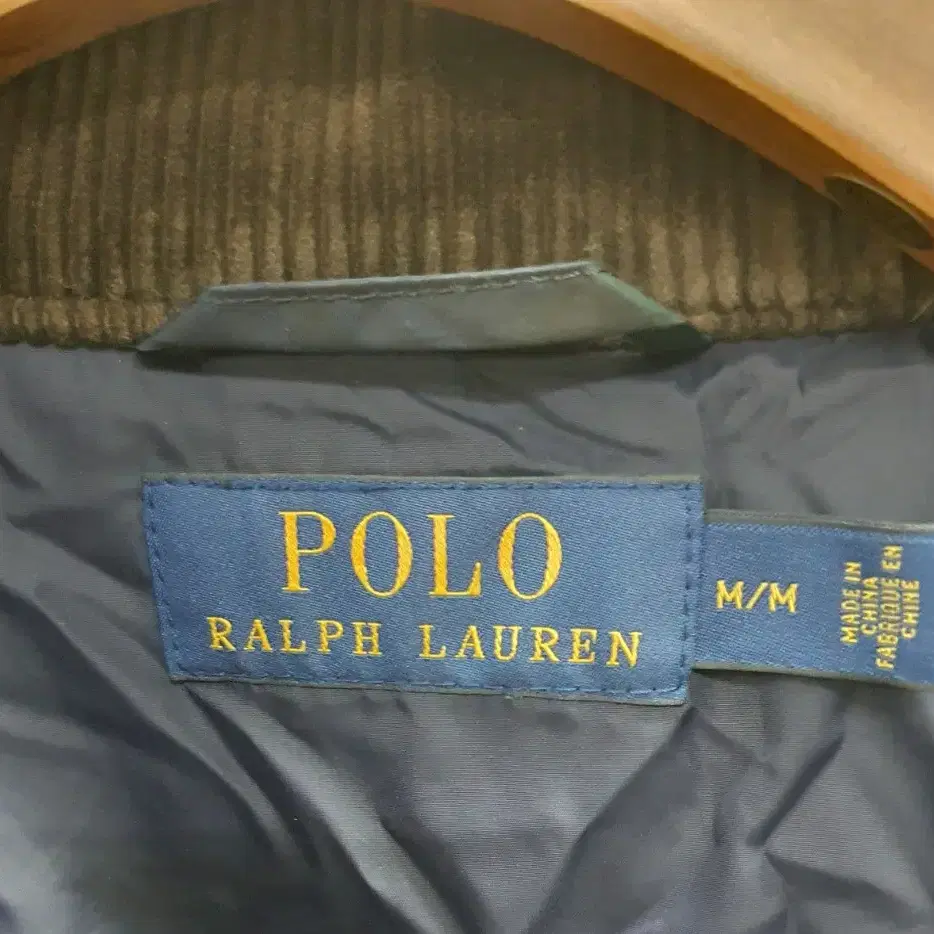 POLO
RALPH LAUREN
M/M
MADE IN
CHINA
FABRIQUE EN
CHINE